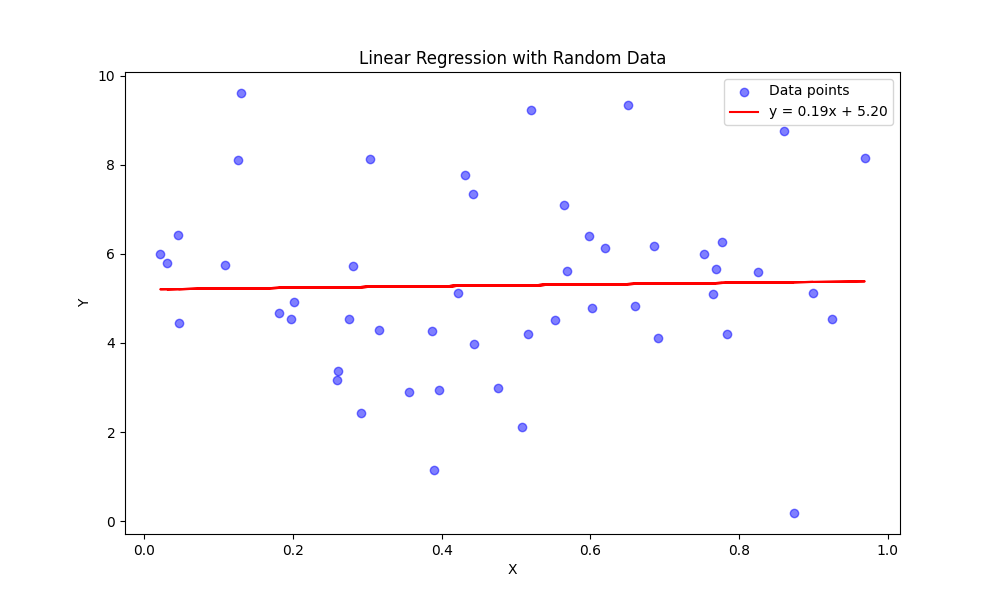 Linear Regression with Random Data
Data points
y = 0.19x + 5.20
10
8
6
4
2
0
Y
0.0 0.2 0.4 0.6 0.8 1.0
X